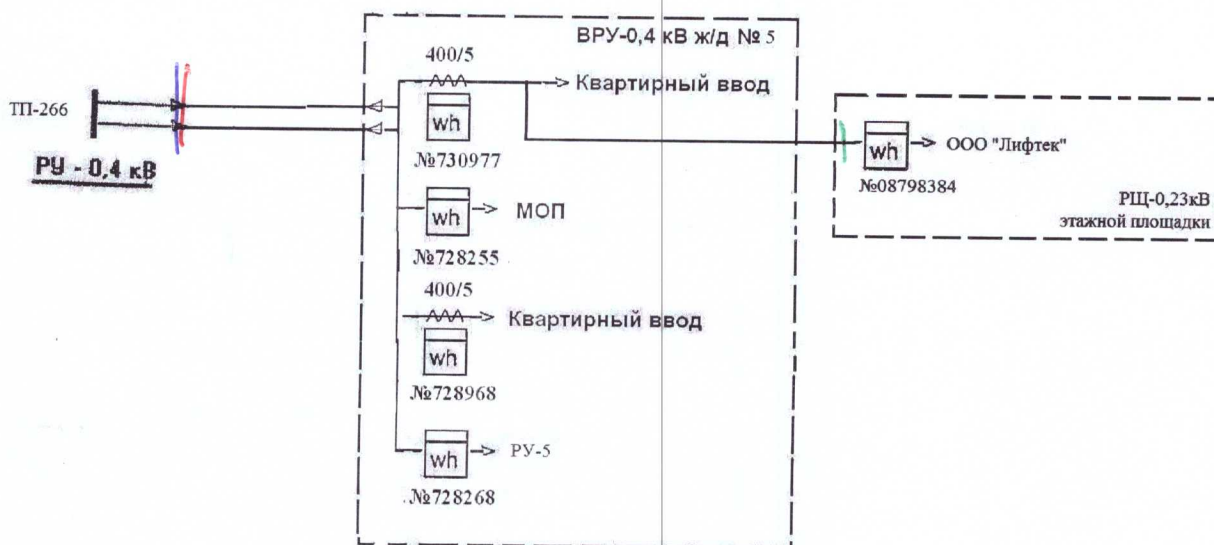 ВРУ-0,4 кВ ж/д № 5
400/5
Квартирный ввод
ТП-266
РУ - 0,4 кВ
wh
№730977
wh
ООО "Лифтек"
№08798384
РЩ-0,23кВ
этажной площадки
wh
МОП
№728255
400/5
Квартирный ввод
wh
№728968
wh
РУ-5
№728268